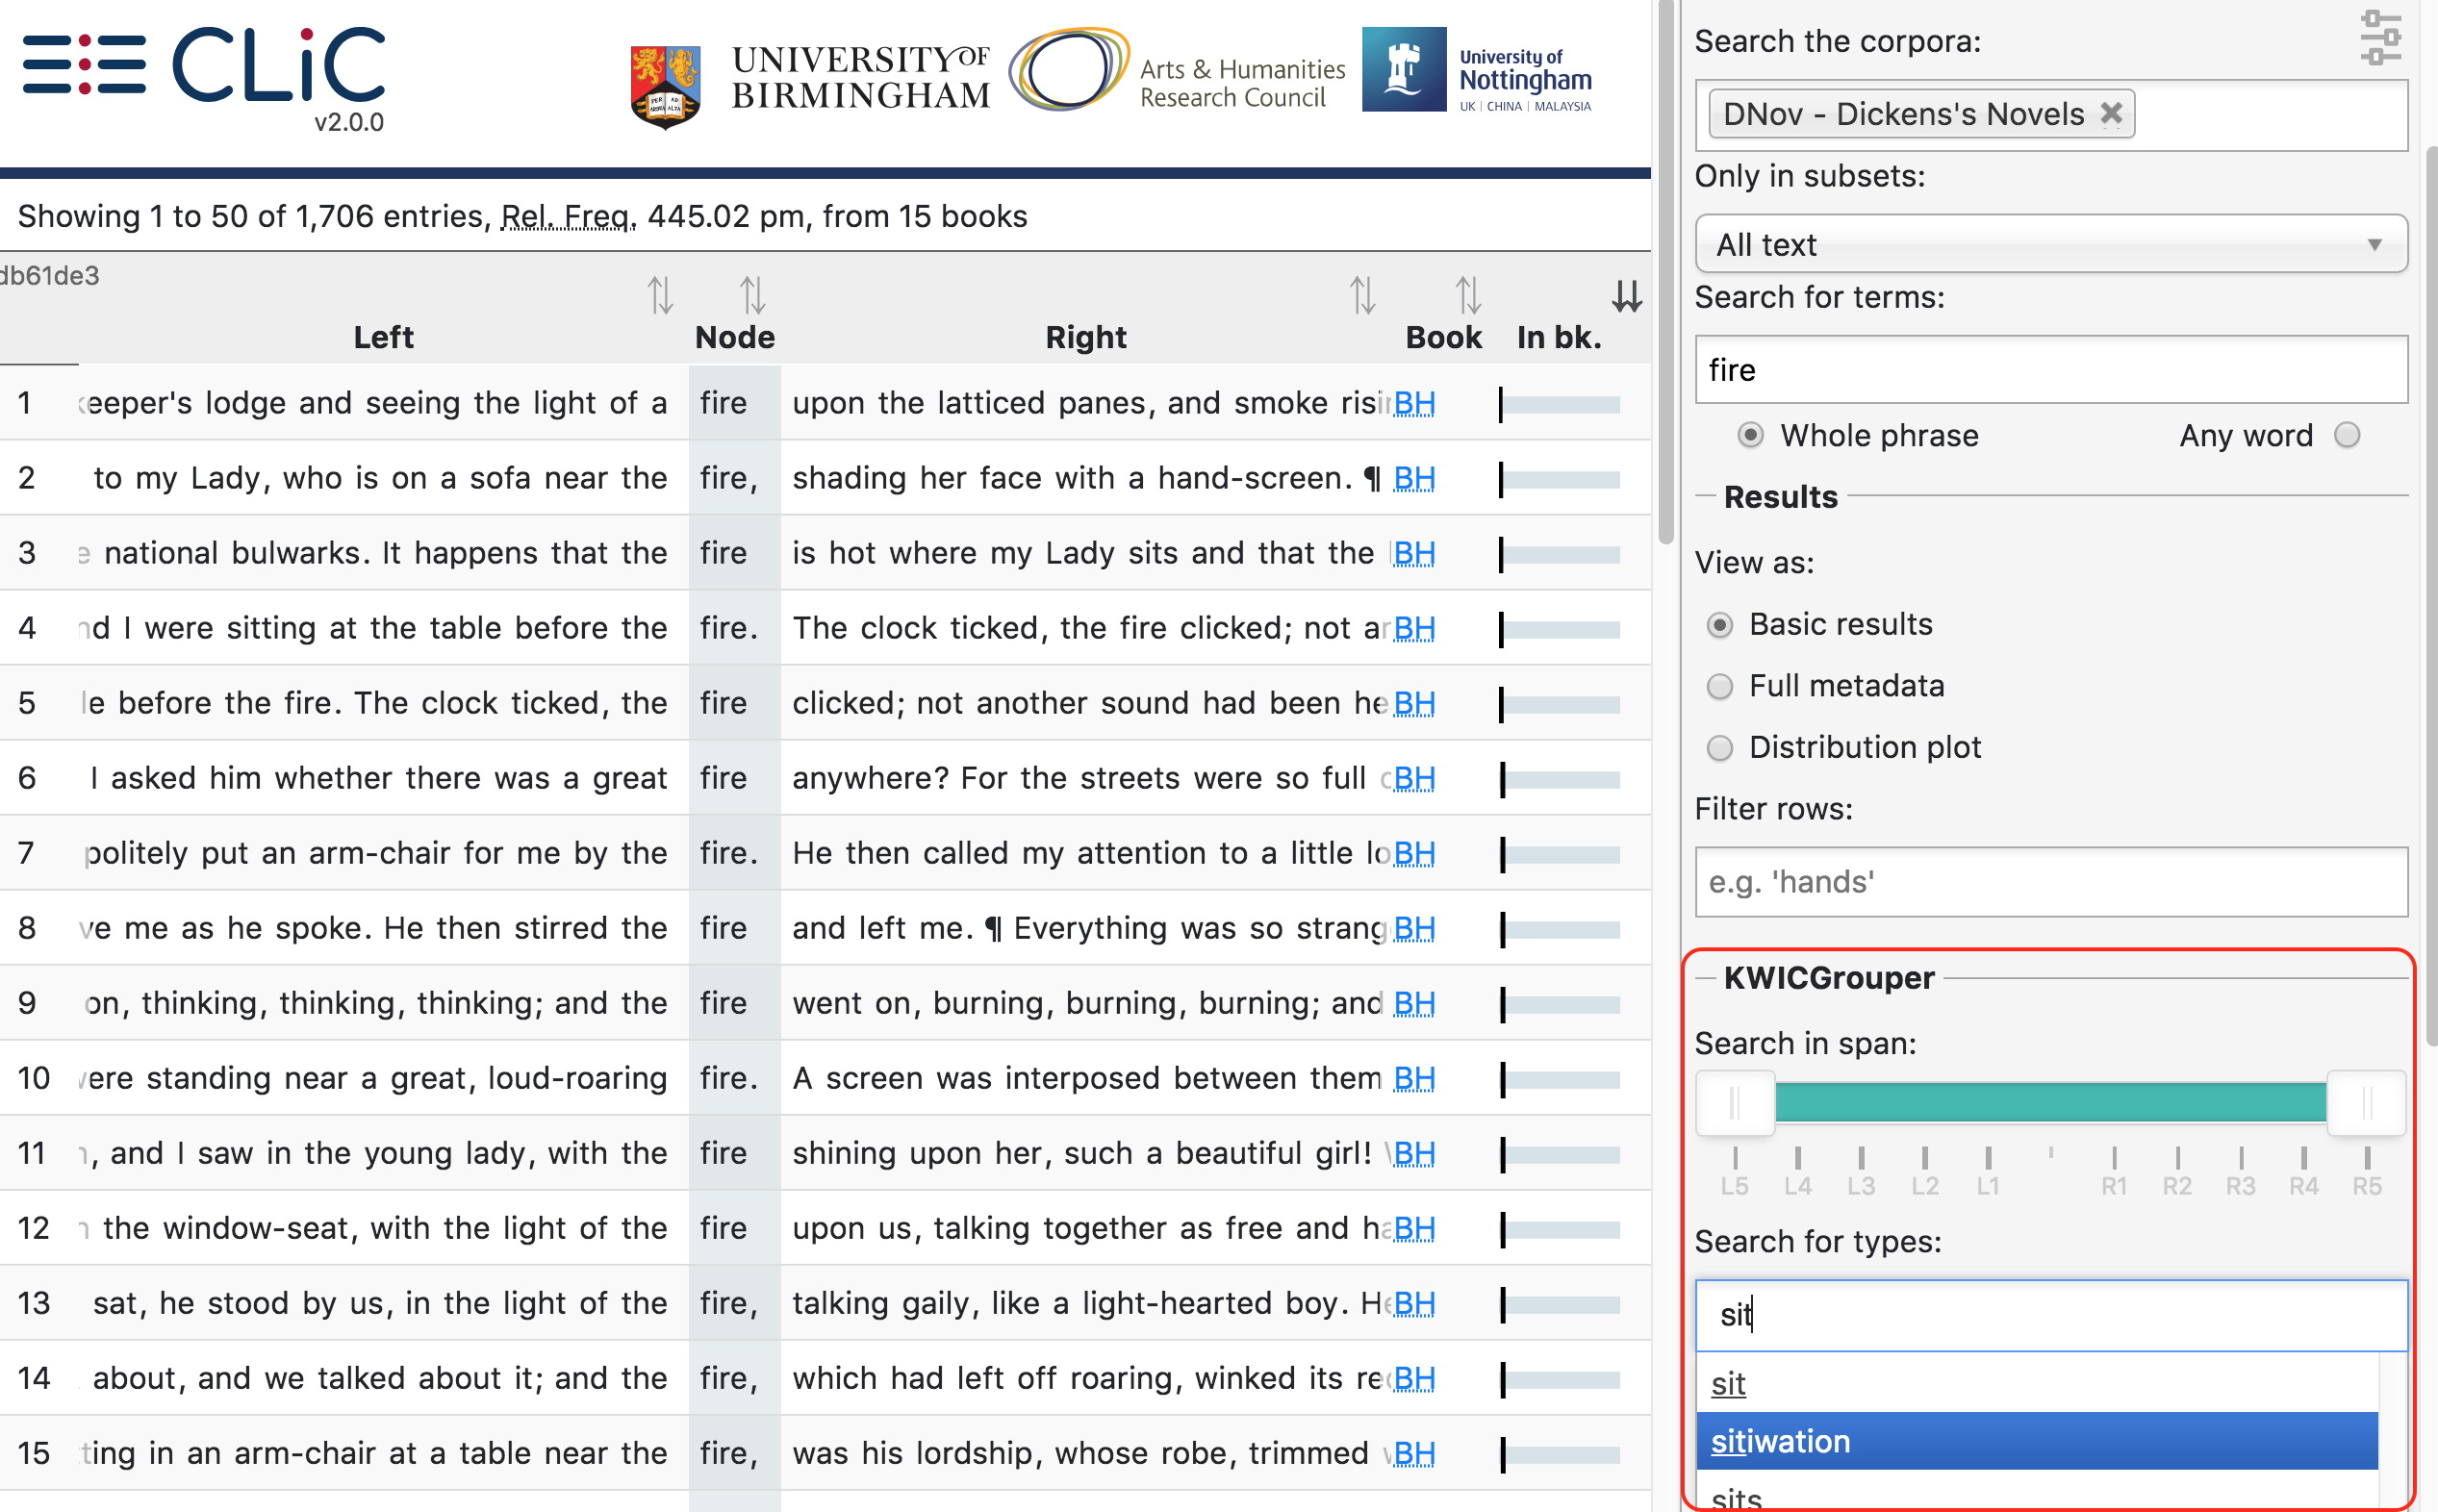 CLiC
v2.0.0
UNIVERSITY OF
BIRMINGHAM
Arts & Humanities
Research Council
University of
Nottingham
UK | CHINA | MALAYSIA
Showing 1 to 50 of 1,706 entries, Rel. Freq. 445.02 pm, from 15 books
db61de3
Left Node Right Book In bk.
1 keeper's lodge and seeing the light of a fire upon the latticed panes, and smoke risin BH
2 to my Lady, who is on a sofa near the fire, shading her face with a hand-screen. ¶ BH
3 e national bulwarks. It happens that the fire is hot where my Lady sits and that the BH
4 nd I were sitting at the table before the fire. The clock ticked, the fire clicked; not an BH
5 le before the fire. The clock ticked, the fire clicked; not another sound had been he BH
6 I asked him whether there was a great fire anywhere? For the streets were so full o BH
7 politely put an arm-chair for me by the fire. He then called my attention to a little lo BH
8 ve me as he spoke. He then stirred the fire and left me. ¶ Everything was so strang BH
9 on, thinking, thinking, thinking; and the fire went on, burning, burning, burning; and BH
10 were standing near a great, loud-roaring fire. A screen was interposed between them BH
11 n, and I saw in the young lady, with the fire shining upon her, such a beautiful girl! BH
12 n the window-seat, with the light of the fire upon us, talking together as free and ha BH
13 sat, he stood by us, in the light of the fire, talking gaily, like a light-hearted boy. He BH
14 about, and we talked about it; and the fire, which had left off roaring, winked its re BH
15 tting in an arm-chair at a table near the fire, was his lordship, whose robe, trimmed w BH
Search the corpora:
DNov - Dickens's Novels ×
Only in subsets:
All text
Search for terms:
fire
Whole phrase Any word
Results
View as:
Basic results
Full metadata
Distribution plot
Filter rows:
e.g. 'hands'
KWICGrouper
Search in span:
L5 L4 L3 L2 L1 R1 R2 R3 R4 R5
Search for types:
sit
sit
sitiwation
sits